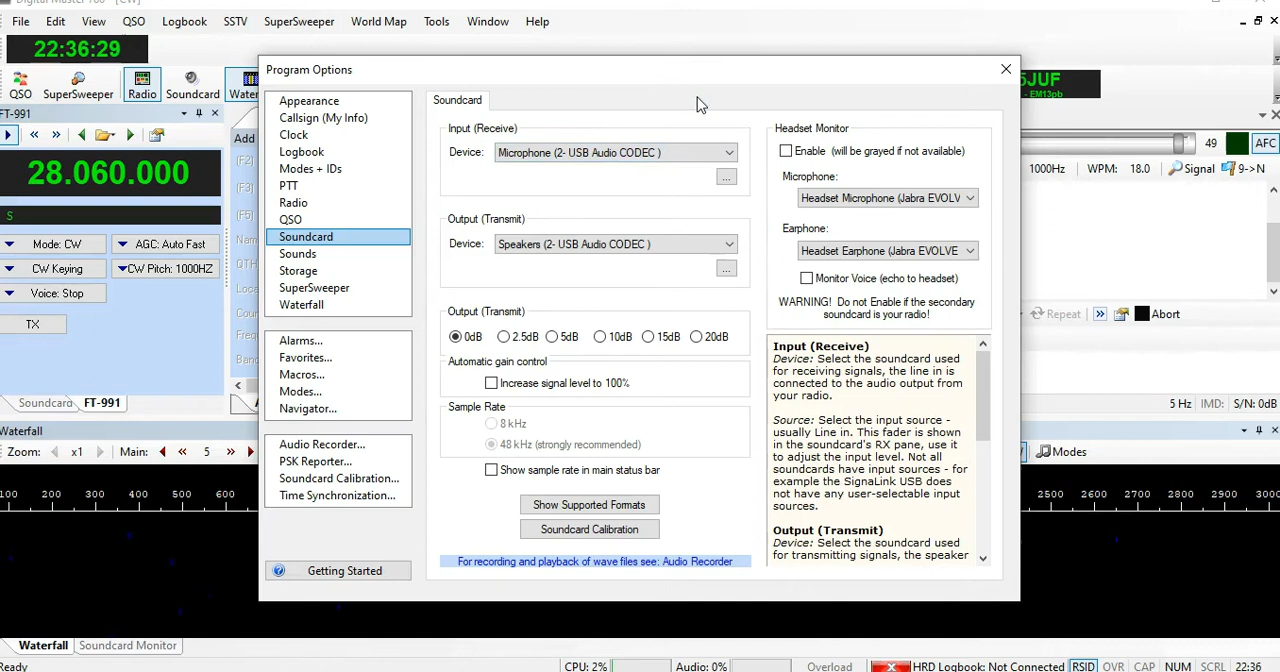 File Edit View QSO Logbook SSTV SuperSweeper World Map Tools Window Help
22:36:29
QSO SuperSweeper Radio Soundcard
5JUF
- EM13pb
FT-991
28.060.000
S
Mode: CW AGC: Auto Fast
CW Keying CW Pitch: 1000HZ
Voice: Stop
TX
Soundcard FT-991
Add
(F2)
(F3)
(F5)
Program Options
Appearance
Callsign (My Info)
Clock
Logbook
Modes + IDs
PTT
Radio
QSO
Soundcard
Sounds
Storage
SuperSweeper
Waterfall
Alarms...
Favorites...
Macros...
Modes...
Navigator...
Audio Recorder...
PSK Reporter...
Soundcard Calibration...
Time Synchronization...
Getting Started
Soundcard
Input (Receive)
Device: Microphone (2- USB Audio CODEC )
...
Output (Transmit)
Device: Speakers (2- USB Audio CODEC )
...
Output (Transmit)
0dB 2.5dB 5dB 10dB 15dB 20dB
Automatic gain control
Increase signal level to 100%
Sample Rate
8 kHz
48 kHz (strongly recommended)
Show sample rate in main status bar
Show Supported Formats
Soundcard Calibration
For recording and playback of wave files see: Audio Recorder
Headset Monitor
Enable (will be grayed if not available)
Microphone:
Headset Microphone (Jabra EVOLV
Earphone:
Headset Earphone (Jabra EVOLVE
Monitor Voice (echo to headset)
WARNING! Do not Enable if the secondary
soundcard is your radio!
Input (Receive)
Device: Select the soundcard used
for receiving signals, the line in is
connected to the audio output from
your radio.
Source: Select the input source -
usually Line in. This fader is shown
in the soundcard's RX pane, use it
to adjust the input level. Not all
soundcards have input sources - for
example the SignaLink USB does
not have any user-selectable input
sources.
Output (Transmit)
Device: Select the soundcard used
for transmitting signals, the speaker
49 AFC
1000Hz WPM: 18.0 Signal 9->N
Repeat Abort
5 Hz IMD: S/N: 0dB
Modes
Waterfall
Zoom: x1 Main: 5
100 200 300 400 500 600 2500 2600 2700 2800 2900 300
Waterfall Soundcard Monitor
Ready CPU: 2% Audio: 0% Overload HRD Logbook: Not Connected RSID OVR CAP NUM SCRL 22:36